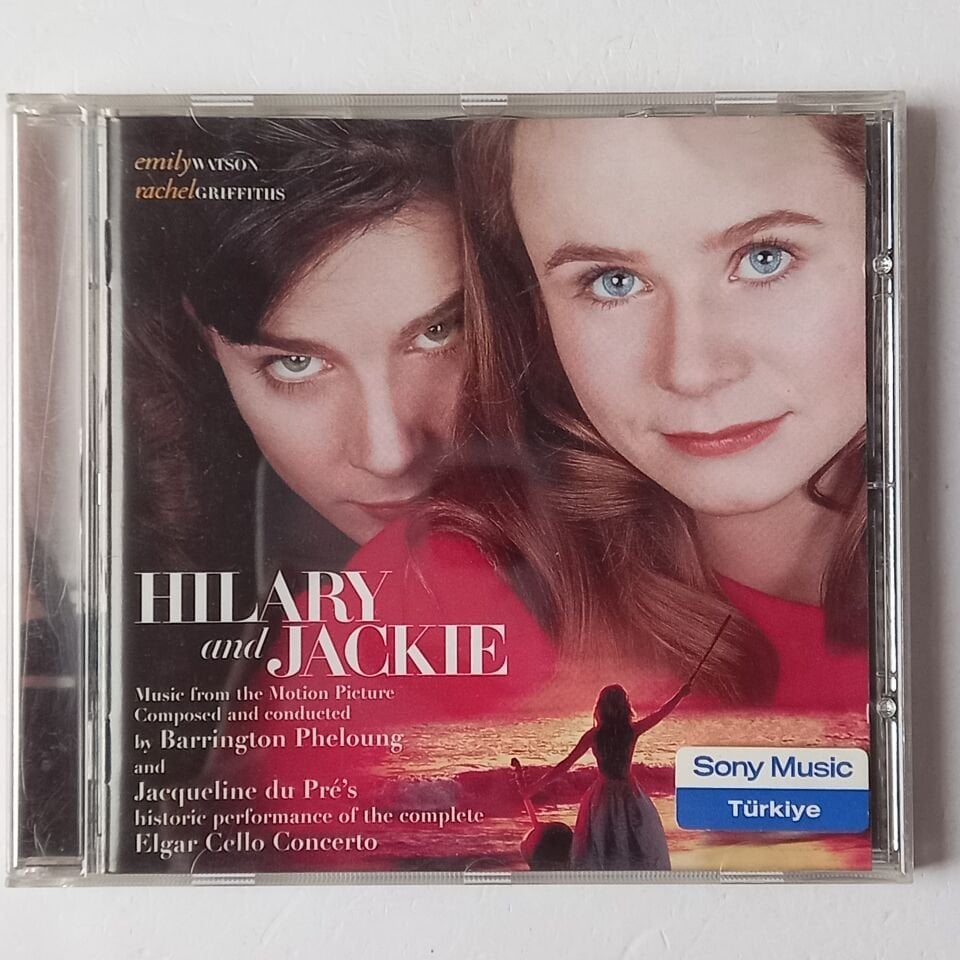 emilyWATSON
rachelGRIFFITHS
HILARY
and JACKIE
Music from the Motion Picture
Composed and conducted
by Barrington Pheloung
and
Jacqueline du Pré's
historic performance of the complete
Elgar Cello Concerto
Sony Music
Türkiye